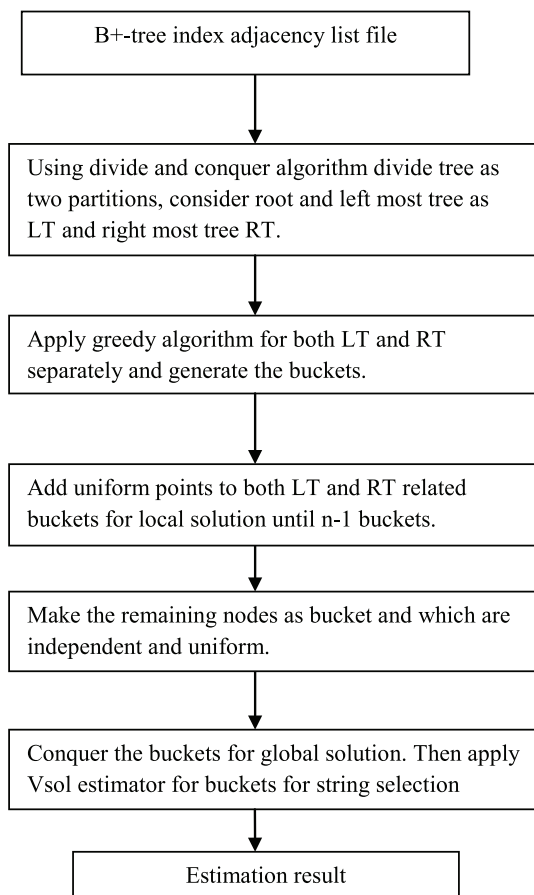 B+-tree index adjacency list file
Using divide and conquer algorithm divide tree as
two partitions, consider root and left most tree as
LT and right most tree RT.
Apply greedy algorithm for both LT and RT
separately and generate the buckets.
Add uniform points to both LT and RT related
buckets for local solution until n-1 buckets.
Make the remaining nodes as bucket and which are
independent and uniform.
Conquer the buckets for global solution. Then apply
Vsol estimator for buckets for string selection
Estimation result